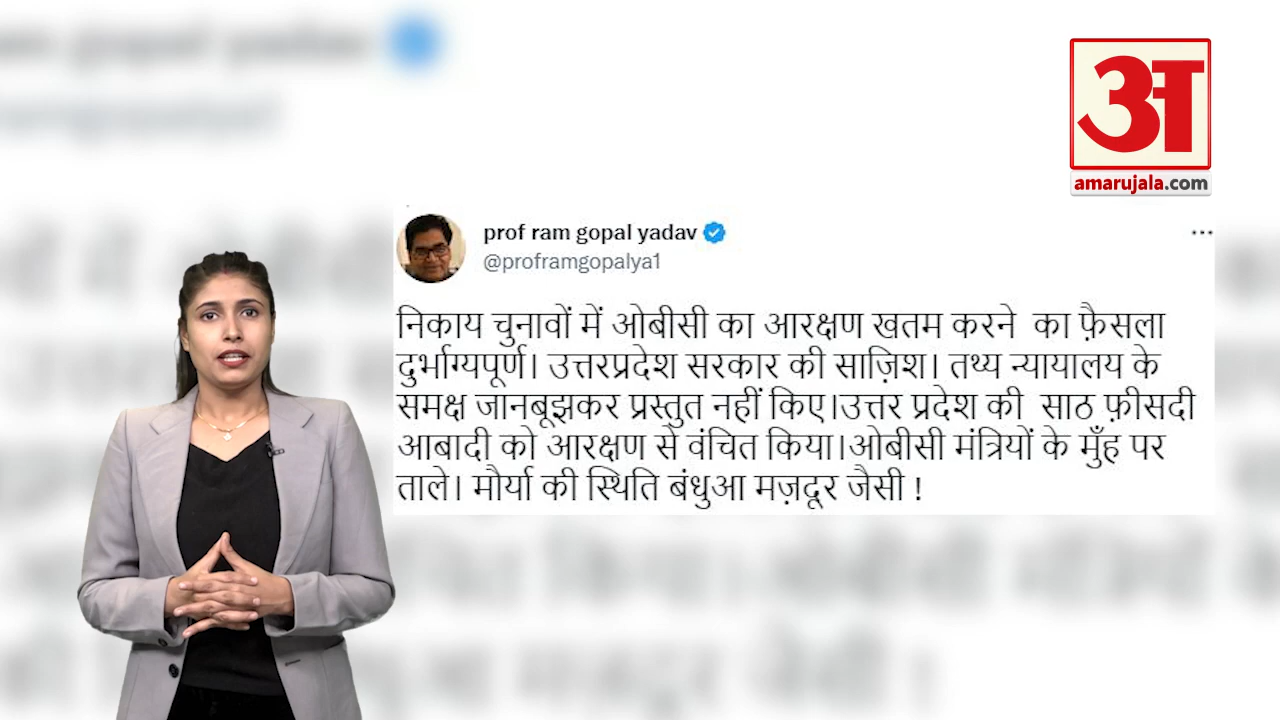 अ
amarujala.com
prof ram gopal yadav
@proframgopalya1
निकाय चुनावों में ओबीसी का आरक्षण खतम करने का फ़ैसला
दुर्भाग्यपूर्ण। उत्तरप्रदेश सरकार की साज़िश। तथ्य न्यायालय के
समक्ष जानबूझकर प्रस्तुत नहीं किए।उत्तर प्रदेश की साठ फ़ीसदी
आबादी को आरक्षण से वंचित किया।ओबीसी मंत्रियों के मुँह पर
ताले। मौर्या की स्थिति बंधुआ मज़दूर जैसी !